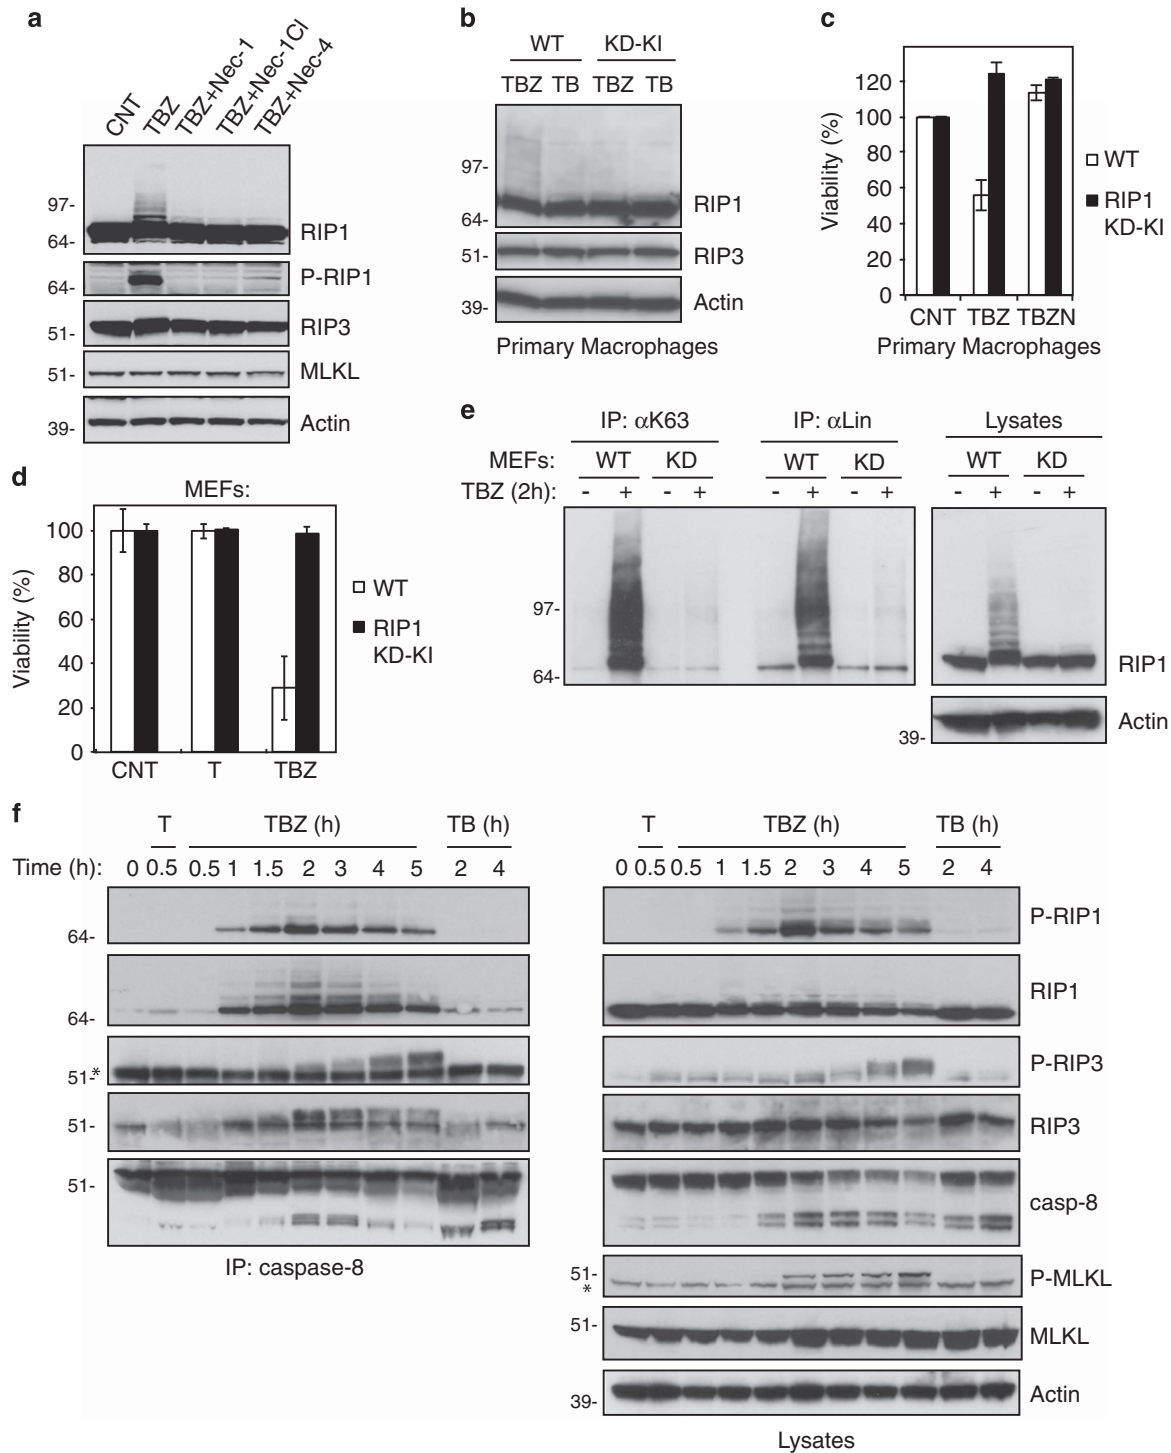 a
CNT
TBZ
TBZ+Nec-1
TBZ+Nec-1Cl
TBZ+Nec-4
97-
64-
RIP1
64-
P-RIP1
51-
RIP3
51-
MLKL
39-
Actin
b
WT KD-KI
TBZ TB TBZ TB
97-
64-
RIP1
51-
RIP3
39-
Actin
Primary Macrophages
c
Viability (%)
120
100
80
60
40
20
0
CNT TBZ TBZN
Primary Macrophages
WT
RIP1
KD-KI
d
MEFs:
Viability (%)
100
80
60
40
20
0
CNT T TBZ
WT
RIP1
KD-KI
e
IP: αK63 IP: αLin Lysates
MEFs: WT KD WT KD WT KD
TBZ (2h): - + - + - + - + - + - +
97-
64-
RIP1
39-
Actin
f
T TBZ (h) TB (h)
Time (h): 0 0.5 0.5 1 1.5 2 3 4 5 2 4
64-
64-
51-*
51-
51-
IP: caspase-8
T TBZ (h) TB (h)
0 0.5 0.5 1 1.5 2 3 4 5 2 4
P-RIP1
RIP1
P-RIP3
RIP3
casp-8
51-
*
P-MLKL
51-
MLKL
39-
Actin
Lysates